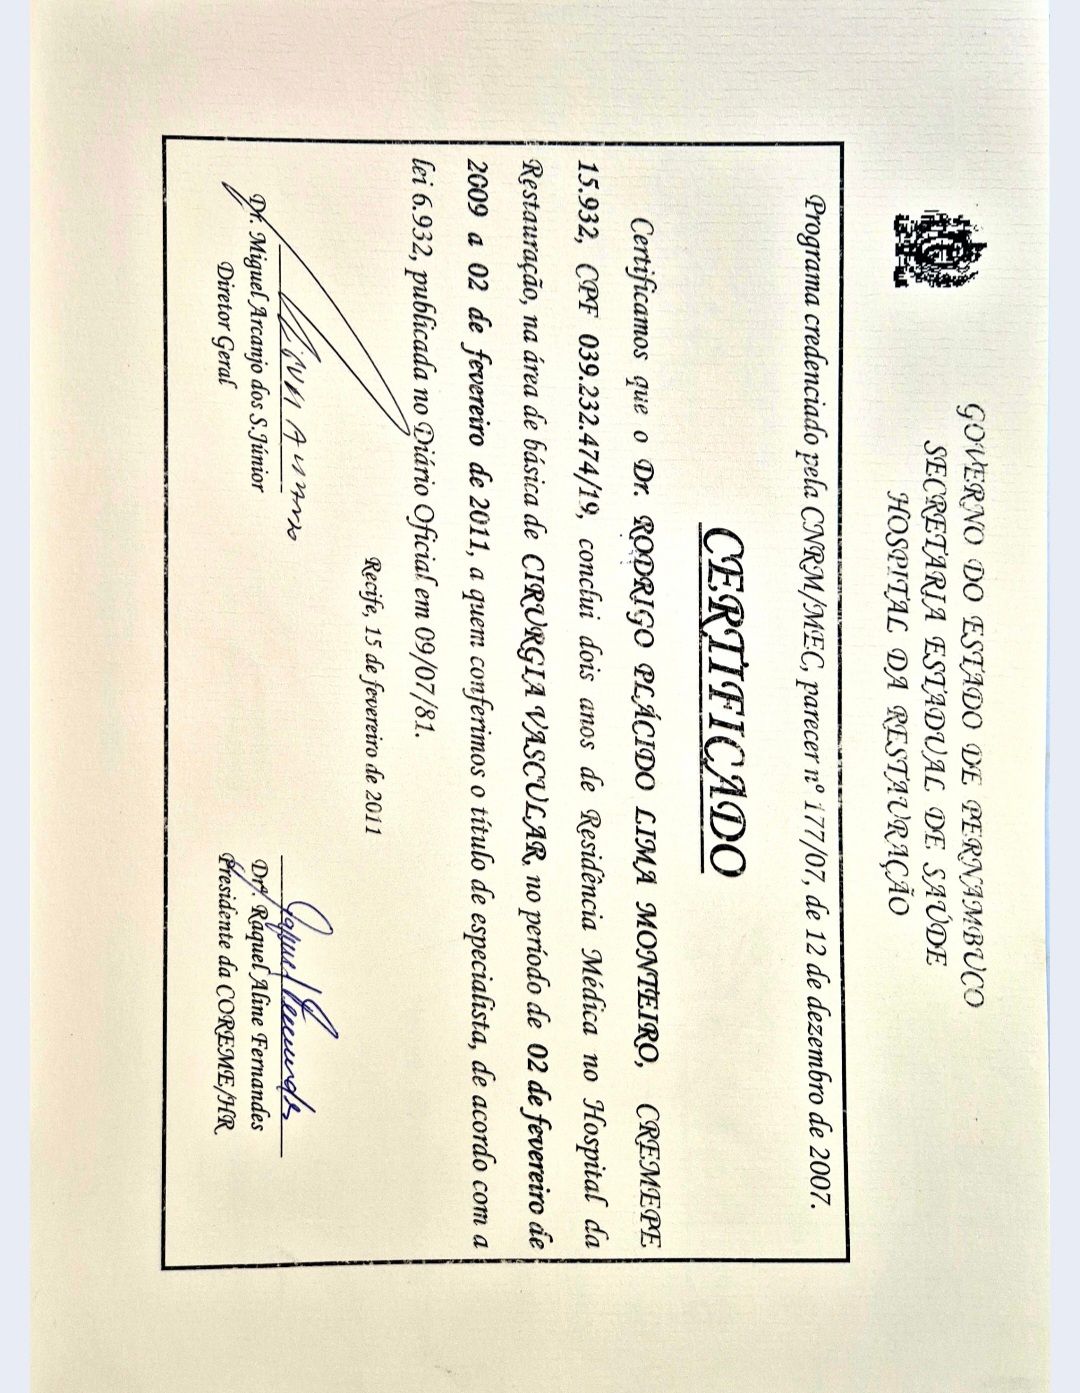 GOVERNO DO ESTADO DE PERNAMBUCO
SECRETARIA ESTADUAL DE SAÚDE
HOSPITAL DA RESTAURAÇÃO
Programa credenciado pela CNRM/MEC, parecer nº 177/07, de 12 de dezembro de 2007.
CERTIFICADO
Certificamos que o Dr. RODRIGO PLÁCIDO LIMA MONTEIRO, CREMEPE
15.932, CPF 039.232.474/19, conclui dois anos de Residência Médica no Hospital da
Restauração, na área de básica de CIRURGIA VASCULAR, no período de 02 de fevereiro de
2009 a 02 de fevereiro de 2011, a quem conferimos o título de especialista, de acordo com a
lei 6.932, publicada no Diário Oficial em 09/07/81.
Recife, 15 de fevereiro de 2011
Dr. Miguel Arcanjo dos S.Júnior
Diretor Geral
Drª. Raquel Aline Fernandes
Presidente da COREME/HR